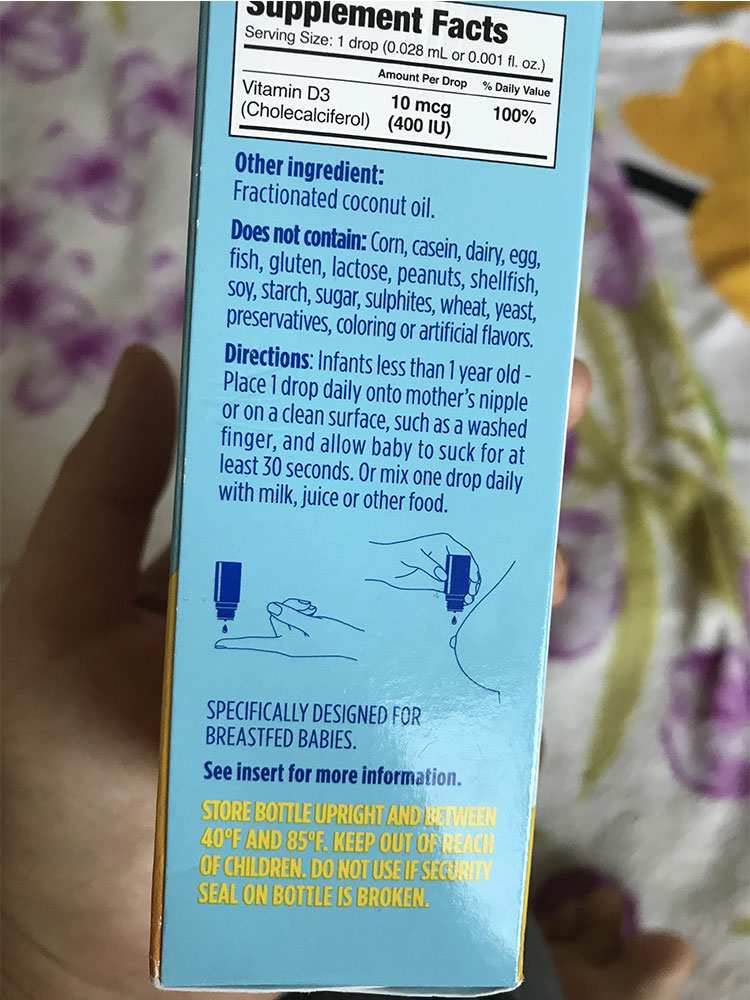 Supplement Facts
Serving Size: 1 drop (0.028 mL or 0.001 fl. oz.)
Amount Per Drop % Daily Value
Vitamin D3 10 mcg 100%
(Cholecalciferol) (400 IU)
Other ingredient:
Fractionated coconut oil.
Does not contain: Corn, casein, dairy, egg,
fish, gluten, lactose, peanuts, shellfish,
soy, starch, sugar, sulphites, wheat, yeast,
preservatives, coloring or artificial flavors.
Directions: Infants less than 1 year old -
Place 1 drop daily onto mother's nipple
or on a clean surface, such as a washed
finger, and allow baby to suck for at
least 30 seconds. Or mix one drop daily
with milk, juice or other food.
SPECIFICALLY DESIGNED FOR
BREASTFED BABIES.
See insert for more information.
STORE BOTTLE UPRIGHT AND BETWEEN
40°F AND 85°F. KEEP OUT OF REACH
OF CHILDREN. DO NOT USE IF SECURITY
SEAL ON BOTTLE IS BROKEN.